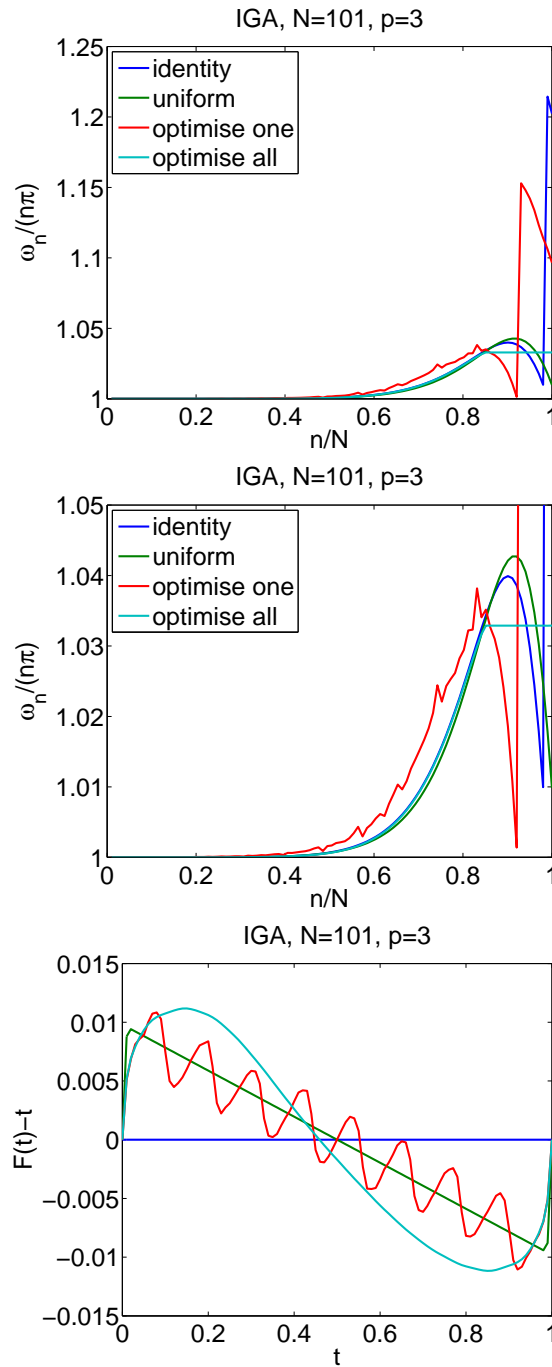 IGA, N=101, p=3
1.25
1.2
1.15
1.1
1.05
1
ω_n/(nπ)
identity
uniform
optimise one
optimise all
0 0.2 0.4 0.6 0.8 1
n/N
IGA, N=101, p=3
1.05
1.04
1.03
1.02
1.01
1
ω_n/(nπ)
identity
uniform
optimise one
optimise all
0 0.2 0.4 0.6 0.8 1
n/N
IGA, N=101, p=3
0.015
0.01
0.005
0
−0.005
−0.01
−0.015
F(t)−t
0 0.2 0.4 0.6 0.8 1
t